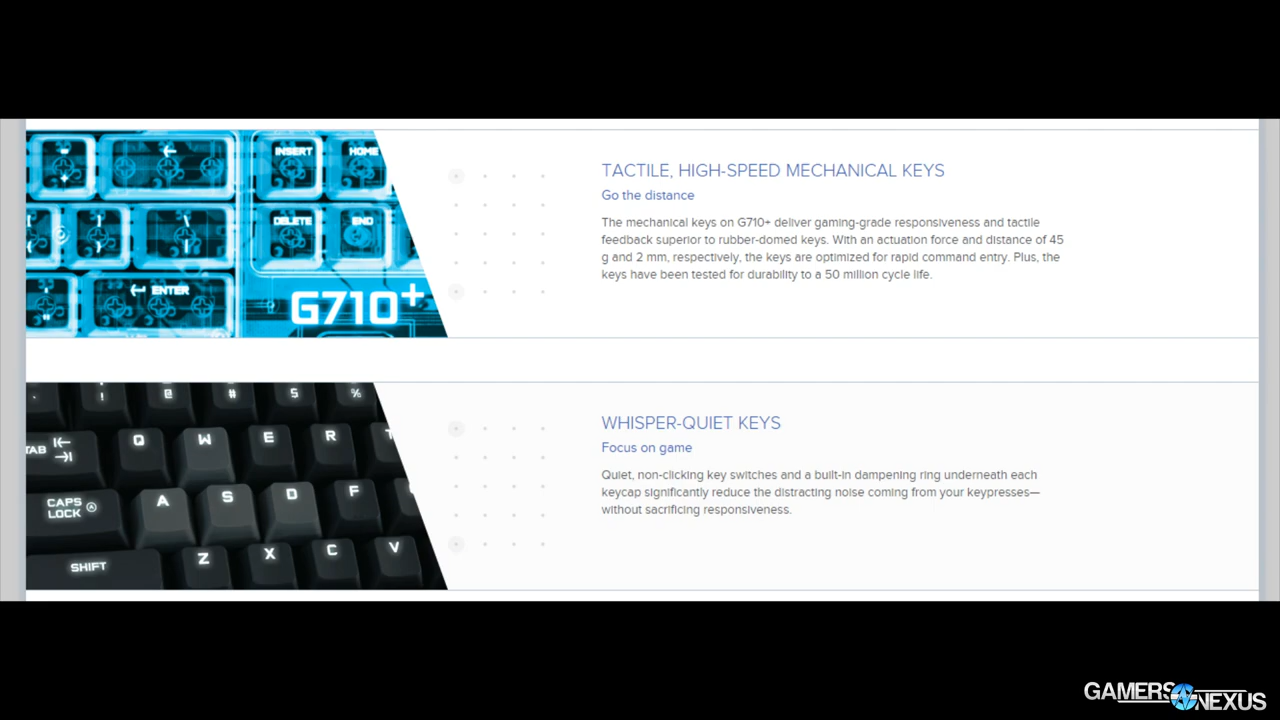 INSERT HOME
DELETE END
ENTER
G710+
TACTILE, HIGH-SPEED MECHANICAL KEYS
Go the distance
The mechanical keys on G710+ deliver gaming-grade responsiveness and tactile
feedback superior to rubber-domed keys. With an actuation force and distance of 45
g and 2 mm, respectively, the keys are optimized for rapid command entry. Plus, the
keys have been tested for durability to a 50 million cycle life.
! @ # $ %
TAB Q W E R T
CAPS
LOCK A S D F
SHIFT Z X C V
WHISPER-QUIET KEYS
Focus on game
Quiet, non-clicking key switches and a built-in dampening ring underneath each
keycap significantly reduce the distracting noise coming from your keypresses—
without sacrificing responsiveness.
GAMERS NEXUS